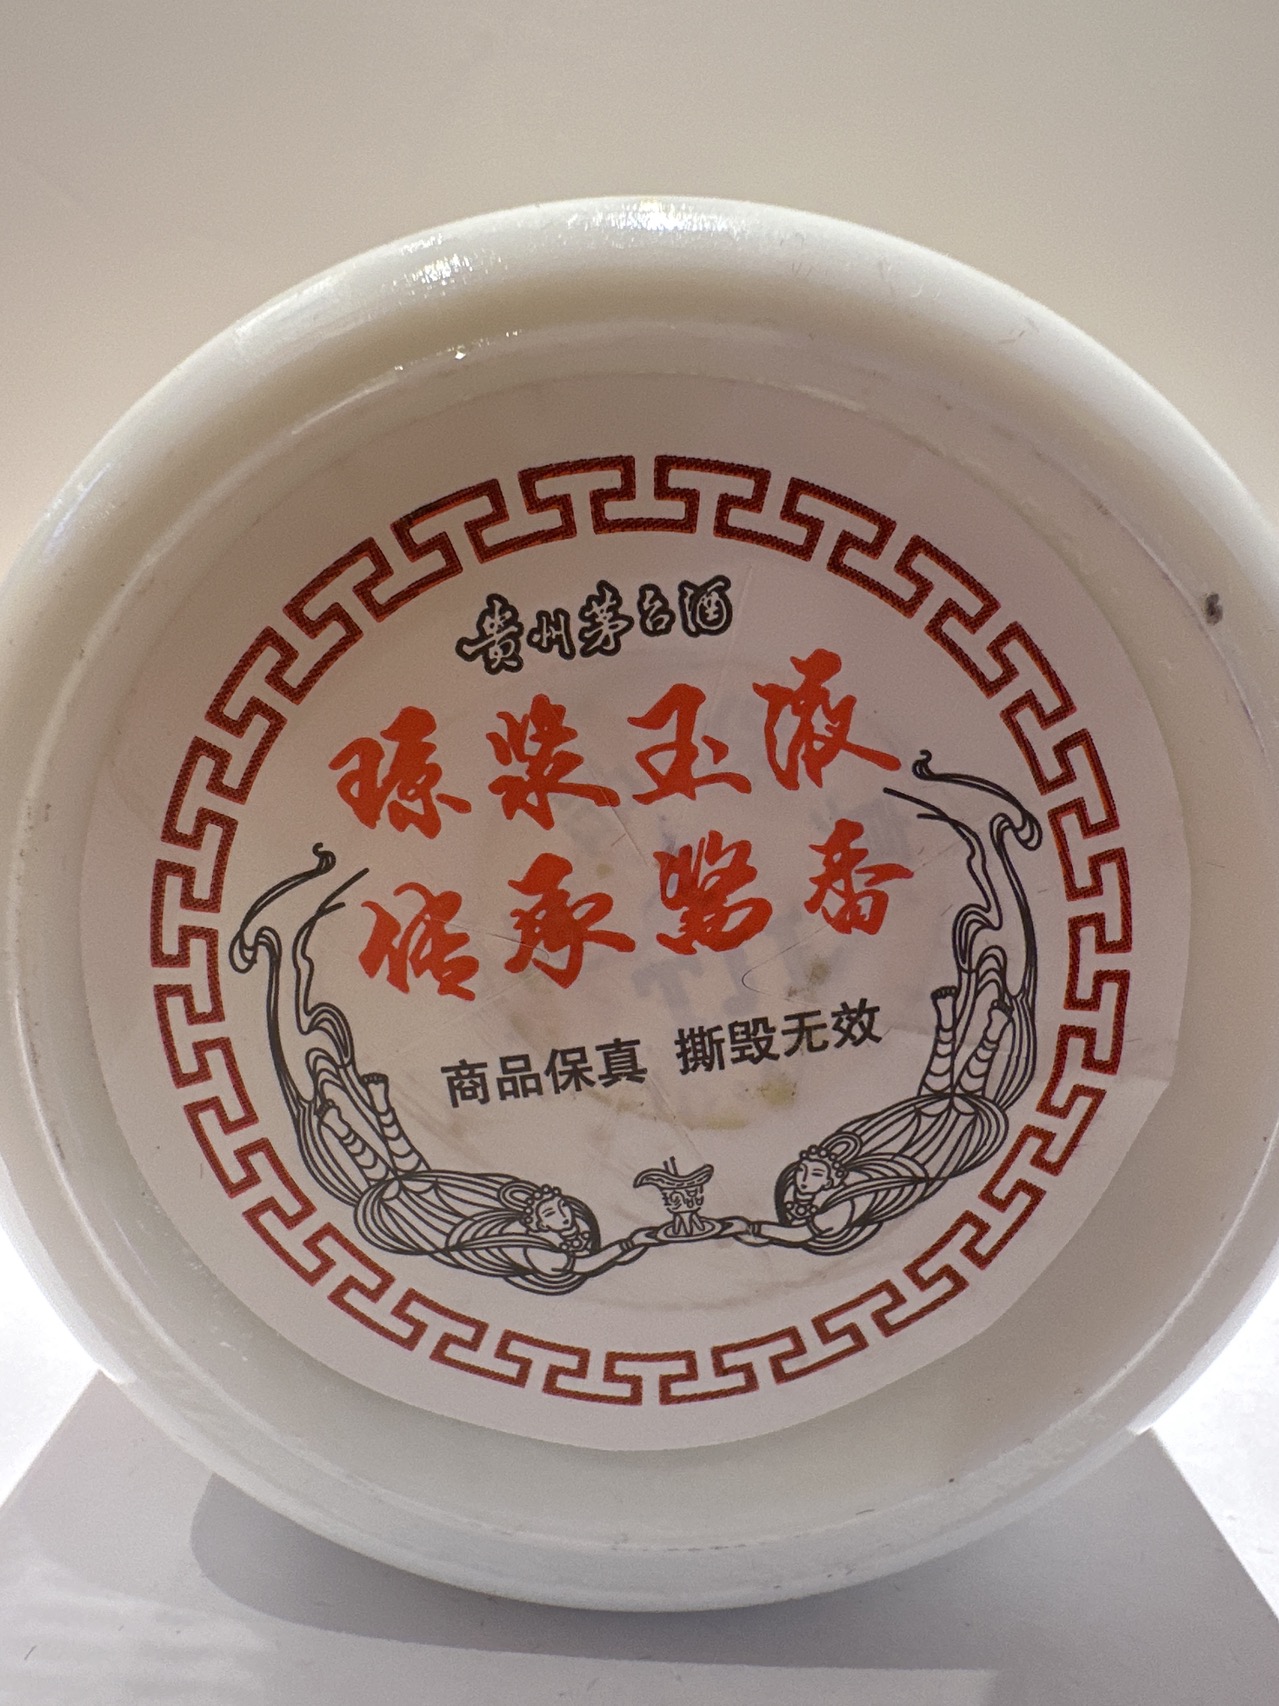 贵州茅台酒
琼浆玉液
传承酱香
商品保真 撕毁无效